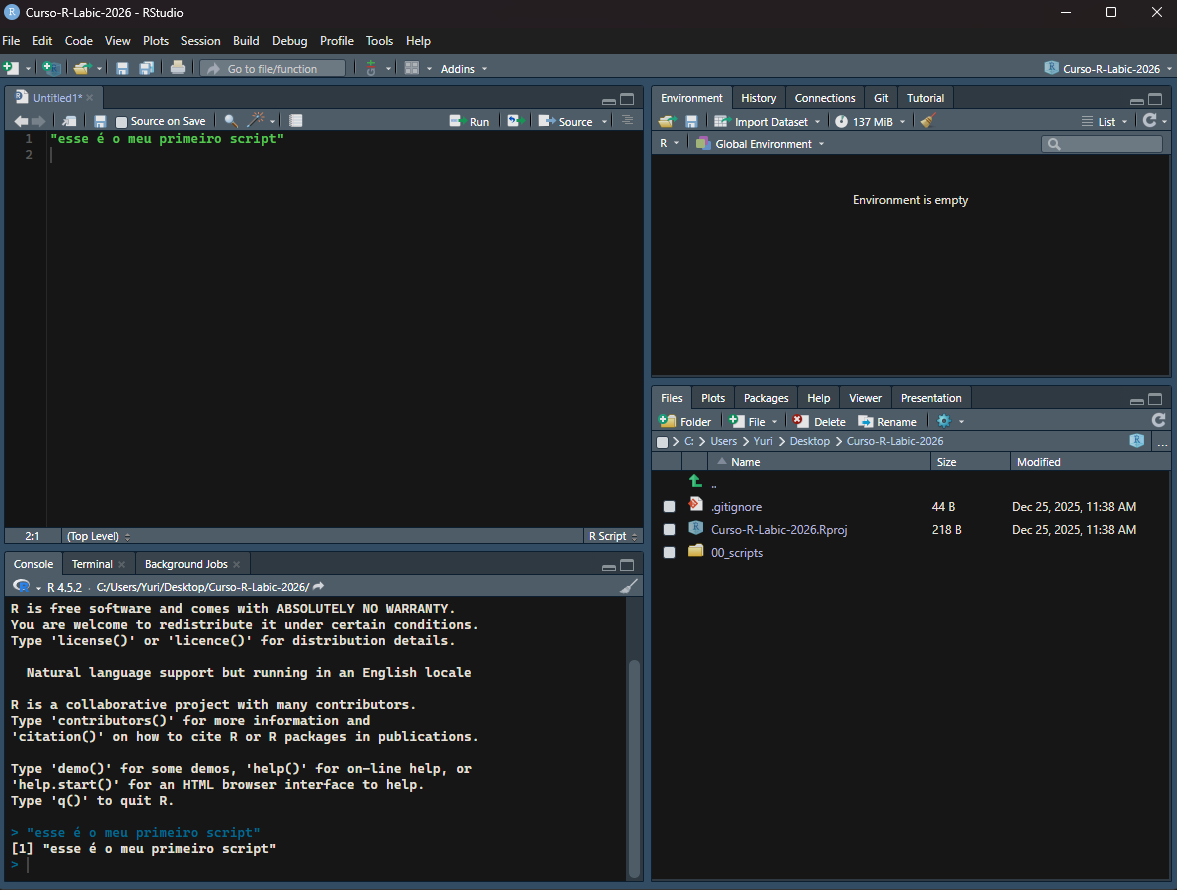 Curso-R-Labic-2026 - RStudio
File Edit Code View Plots Session Build Debug Profile Tools Help
Go to file/function Addins Curso-R-Labic-2026
Untitled1*
Source on Save Run Source
1 "esse é o meu primeiro script"
2
2:1 (Top Level) R Script
Console Terminal Background Jobs
R 4.5.2 · C:/Users/Yuri/Desktop/Curso-R-Labic-2026/
R is free software and comes with ABSOLUTELY NO WARRANTY.
You are welcome to redistribute it under certain conditions.
Type 'license()' or 'licence()' for distribution details.
Natural language support but running in an English locale
R is a collaborative project with many contributors.
Type 'contributors()' for more information and
'citation()' on how to cite R or R packages in publications.
Type 'demo()' for some demos, 'help()' for on-line help, or
'help.start()' for an HTML browser interface to help.
Type 'q()' to quit R.
> "esse é o meu primeiro script"
[1] "esse é o meu primeiro script"
>
Environment History Connections Git Tutorial
Import Dataset 137 MiB List
R Global Environment
Environment is empty
Files Plots Packages Help Viewer Presentation
Folder File Delete Rename
C: > Users > Yuri > Desktop > Curso-R-Labic-2026 R ...
Name Size Modified
..
.gitignore 44 B Dec 25, 2025, 11:38 AM
Curso-R-Labic-2026.Rproj 218 B Dec 25, 2025, 11:38 AM
00_scripts